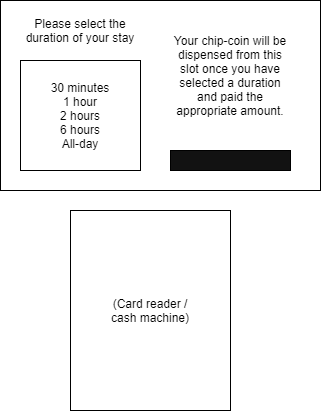 Please select the
duration of your stay
30 minutes
1 hour
2 hours
6 hours
All-day
Your chip-coin will be
dispensed from this
slot once you have
selected a duration
and paid the
appropriate amount.
(Card reader /
cash machine)